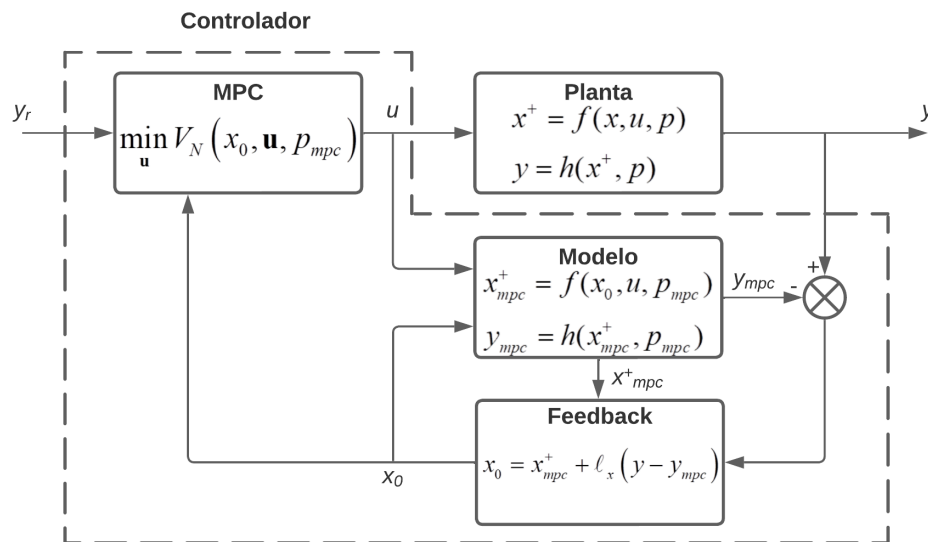 Controlador
y_r
MPC
min_𝐮 V_N (x_0, 𝐮, p_mpc)
u
Planta
x^+ = f(x, u, p)
y = h(x^+, p)
y
Modelo
x^+_mpc = f(x_0, u, p_mpc)
y_mpc = h(x^+_mpc, p_mpc)
y_mpc
+
-
x^+_mpc
Feedback
x_0 = x^+_mpc + ℓ_x (y − y_mpc)
x_0